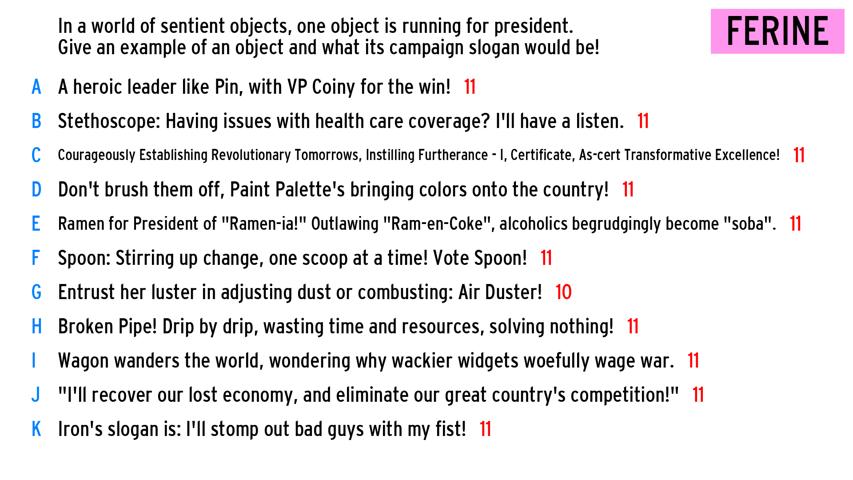 In a world of sentient objects, one object is running for president.
Give an example of an object and what its campaign slogan would be!
FERINE
A A heroic leader like Pin, with VP Coiny for the win! 11
B Stethoscope: Having issues with health care coverage? I'll have a listen. 11
C Courageously Establishing Revolutionary Tomorrows, Instilling Furtherance - I, Certificate, As-cert Transformative Excellence! 11
D Don't brush them off, Paint Palette's bringing colors onto the country! 11
E Ramen for President of "Ramen-ia!" Outlawing "Ram-en-Coke", alcoholics begrudgingly become "soba". 11
F Spoon: Stirring up change, one scoop at a time! Vote Spoon! 11
G Entrust her luster in adjusting dust or combusting: Air Duster! 10
H Broken Pipe! Drip by drip, wasting time and resources, solving nothing! 11
I Wagon wanders the world, wondering why wackier widgets woefully wage war. 11
J "I'll recover our lost economy, and eliminate our great country's competition!" 11
K Iron's slogan is: I'll stomp out bad guys with my fist! 11